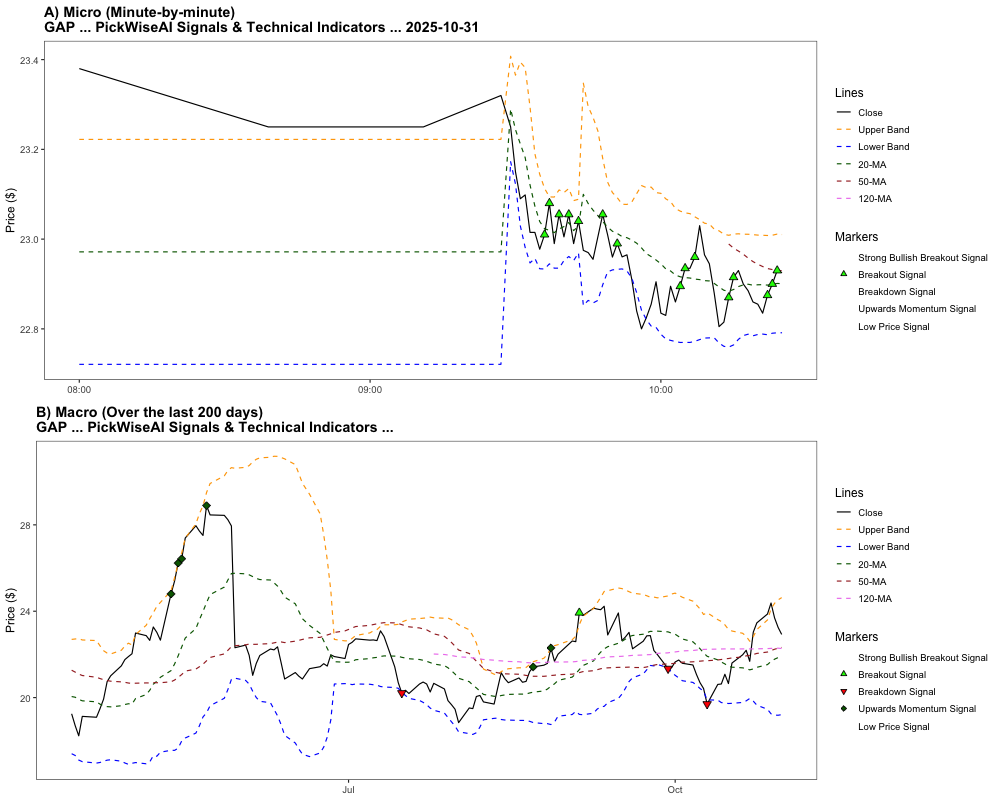 A) Micro (Minute-by-minute)
GAP ... PickWiseAI Signals & Technical Indicators ... 2025-10-31
Price ($)
23.4
23.2
23.0
22.8
08:00
09:00
10:00
Lines
Close
Upper Band
Lower Band
20-MA
50-MA
120-MA
Markers
Strong Bullish Breakout Signal
Breakout Signal
Breakdown Signal
Upwards Momentum Signal
Low Price Signal
B) Macro (Over the last 200 days)
GAP ... PickWiseAI Signals & Technical Indicators ...
Price ($)
28
24
20
Jul
Oct
Lines
Close
Upper Band
Lower Band
20-MA
50-MA
120-MA
Markers
Strong Bullish Breakout Signal
Breakout Signal
Breakdown Signal
Upwards Momentum Signal
Low Price Signal